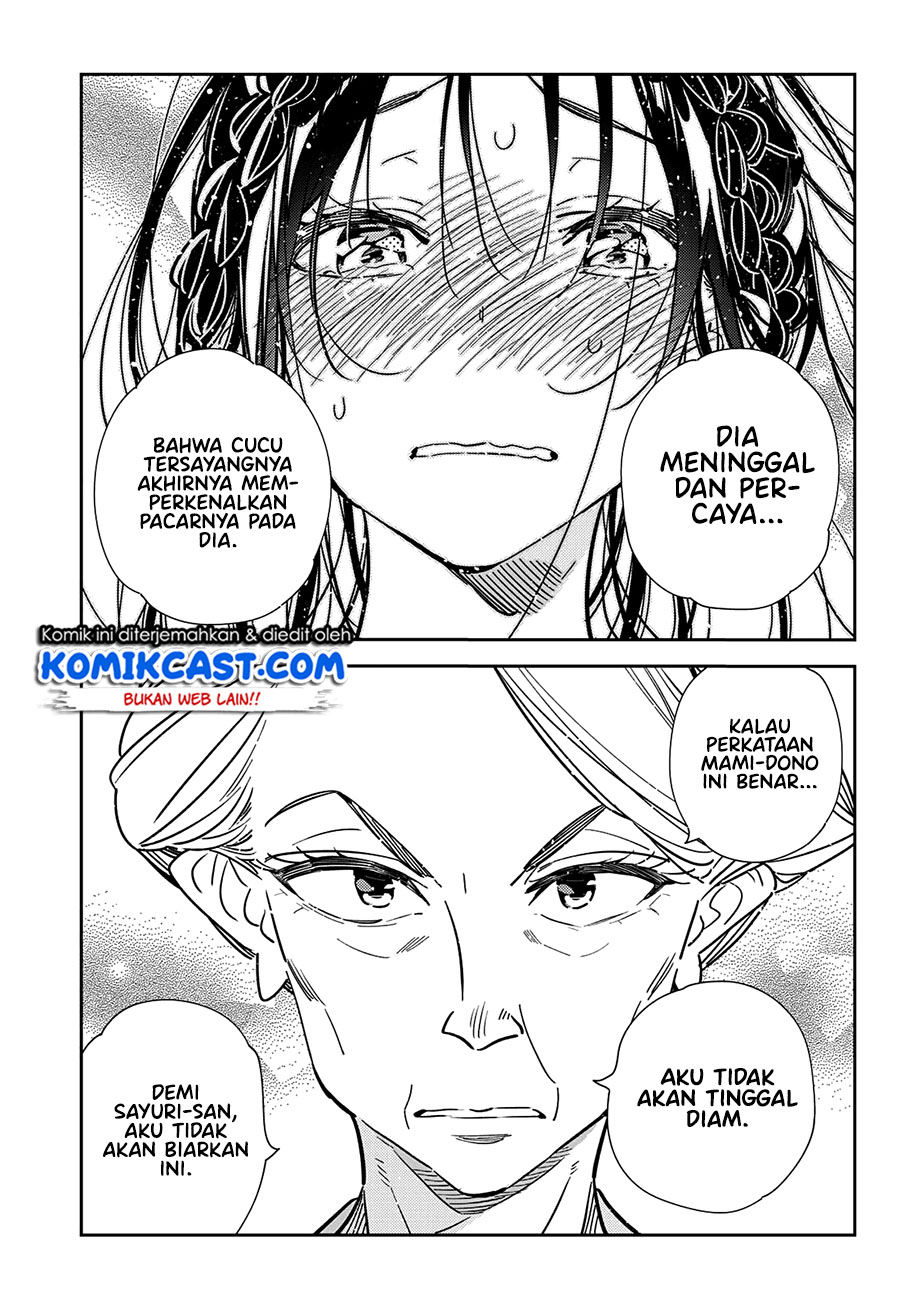 DIA
MENINGGAL
DAN PER-
CAYA...
BAHWA CUCU
TERSAYANGNYA
AKHIRNYA MEM-
PERKENALKAN
PACARNYA PADA
DIA.
Komik ini diterjemahkan & diedit oleh
KOMIKCAST.COM
BUKAN WEB LAIN!!
KALAU
PERKATAAN
MAMI-DONO
INI BENAR...
AKU TIDAK
AKAN TINGGAL
DIAM.
DEMI
SAYURI-SAN,
AKU TIDAK
AKAN BIARKAN
INI.